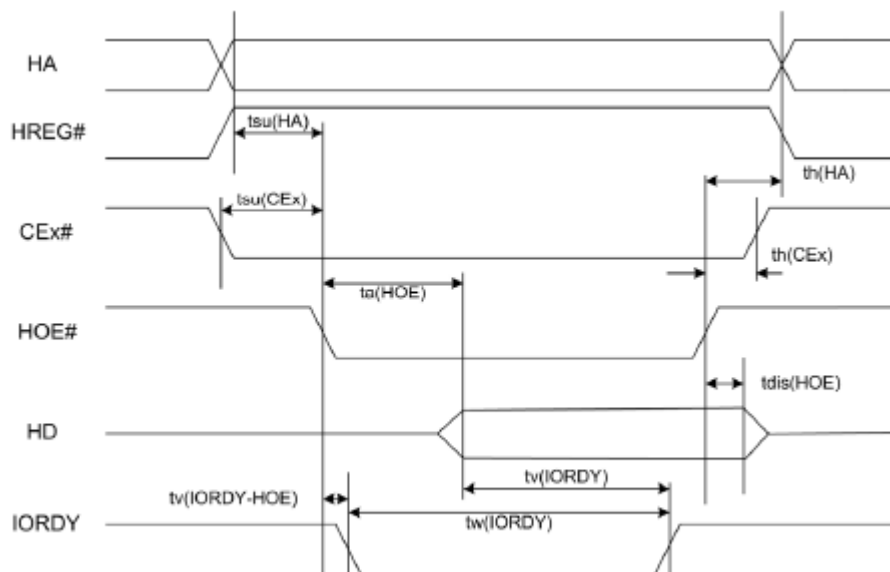 HA
HREG#
tsu(HA)
th(HA)
tsu(CEx)
CEx#
th(CEx)
ta(HOE)
HOE#
tdis(HOE)
HD
tv(IORDY)
tv(IORDY-HOE)
IORDY
tw(IORDY)